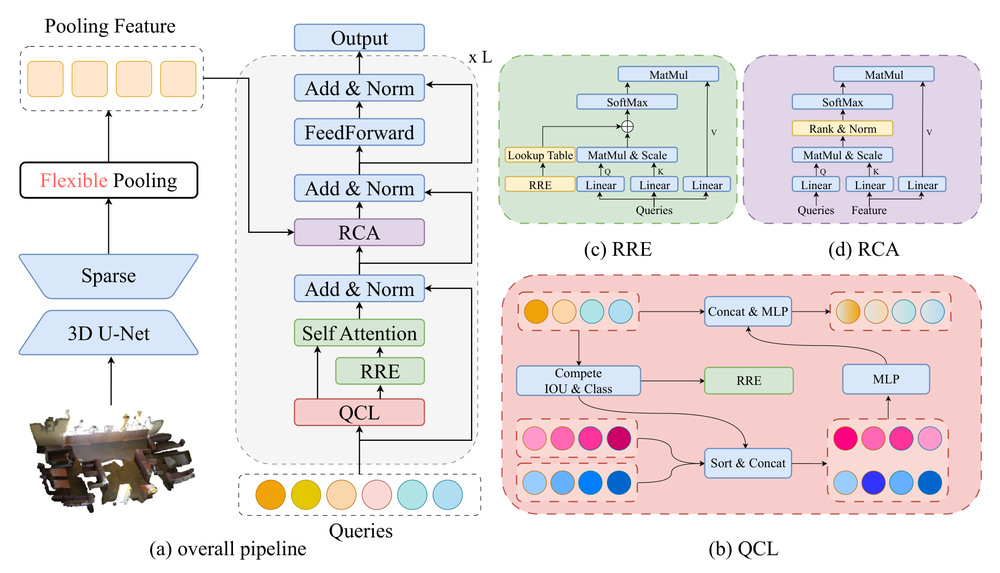 Pooling Feature
Flexible Pooling
Sparse
3D U-Net
(a) overall pipeline
Output
x L
Add & Norm
FeedForward
Add & Norm
RCA
Add & Norm
Self Attention
RRE
QCL
Queries
MatMul
SoftMax
V
Lookup Table
MatMul & Scale
Q
K
RRE
Linear
Linear
Linear
Queries
(c) RRE
MatMul
SoftMax
Rank & Norm
V
MatMul & Scale
Q
K
Linear
Linear
Linear
Queries
Feature
(d) RCA
Concat & MLP
Compete
IOU & Class
RRE
MLP
Sort & Concat
(b) QCL